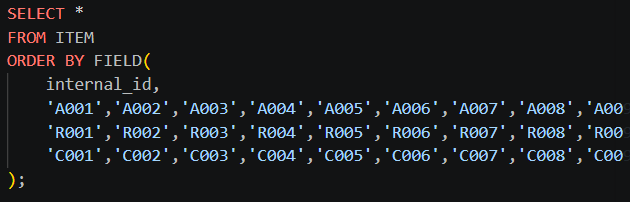 SELECT *
FROM ITEM
ORDER BY FIELD(
    internal_id,
    'A001','A002','A003','A004','A005','A006','A007','A008','A00
    'R001','R002','R003','R004','R005','R006','R007','R008','R00
    'C001','C002','C003','C004','C005','C006','C007','C008','C00
);